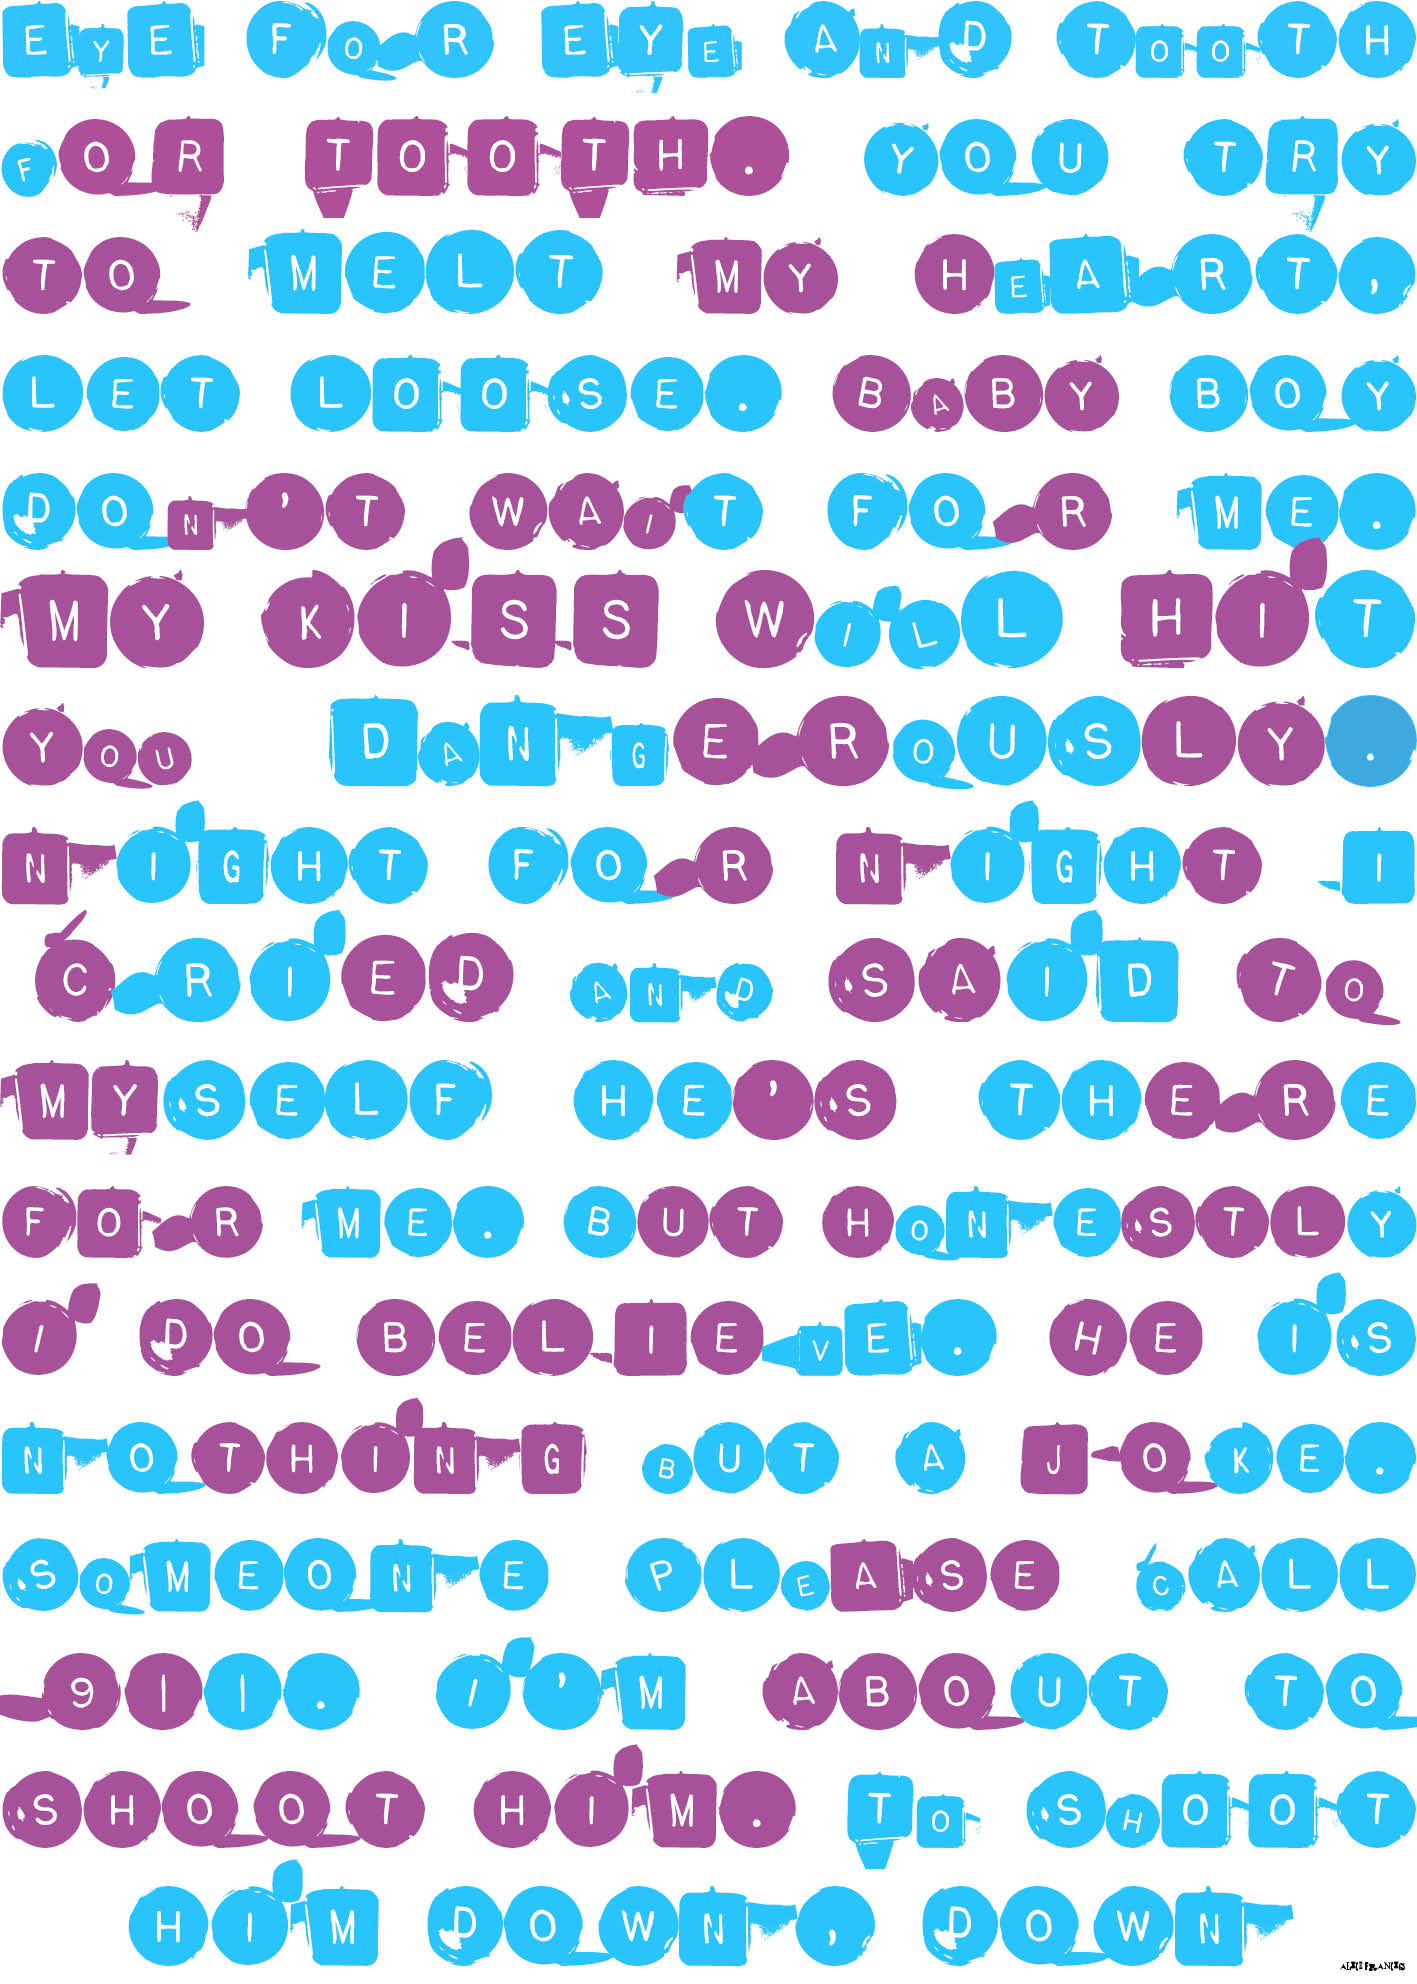 EYE FOR EYE AND TOOTH
FOR TOOTH. YOU TRY
TO MELT MY HEART,
LET LOOSE. BABY BOY
DON'T WAIT FOR ME.
MY KISS WILL HIT
YOU DANGEROUSLY.
NIGHT FOR NIGHT I
CRIED AND SAID TO
MYSELF HE'S THERE
FOR ME. BUT HONESTLY
I DO BELIEVE. HE IS
NOTHING BUT A JOKE.
SOMEONE PLEASE CALL
911. I'M ABOUT TO
SHOOT HIM. TO SHOOT
HIM DOWN, DOWN